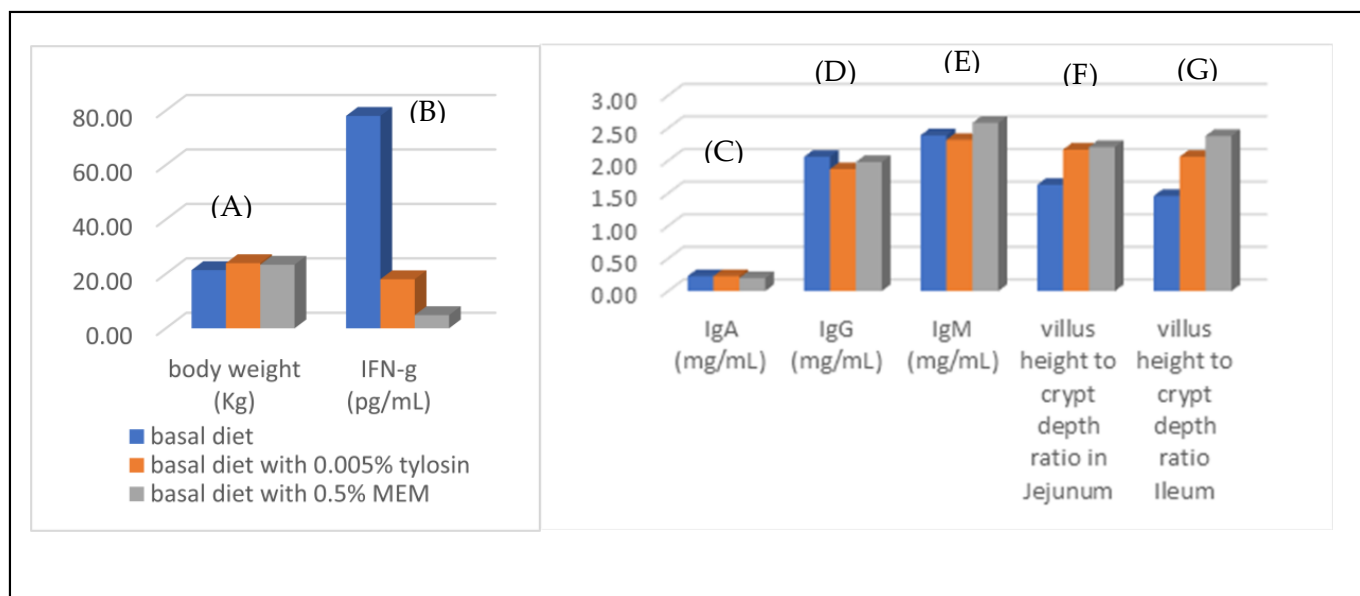 (A)
(B)
80.00
60.00
40.00
20.00
0.00
body weight
(Kg)
IFN-g
(pg/mL)
basal diet
basal diet with 0.005% tylosin
basal diet with 0.5% MEM
(C)
(D)
(E)
(F)
(G)
3.00
2.50
2.00
1.50
1.00
0.50
0.00
IgA
(mg/mL)
IgG
(mg/mL)
IgM
(mg/mL)
villus
height to
crypt
depth
ratio in
Jejunum
villus
height to
crypt
depth
ratio
Ileum